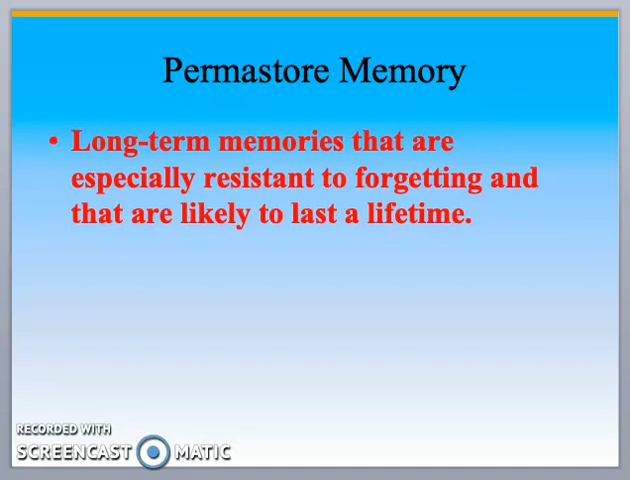 Permastore Memory
• Long-term memories that are
especially resistant to forgetting and
that are likely to last a lifetime.
RECORDED WITH
SCREENCAST MATIC